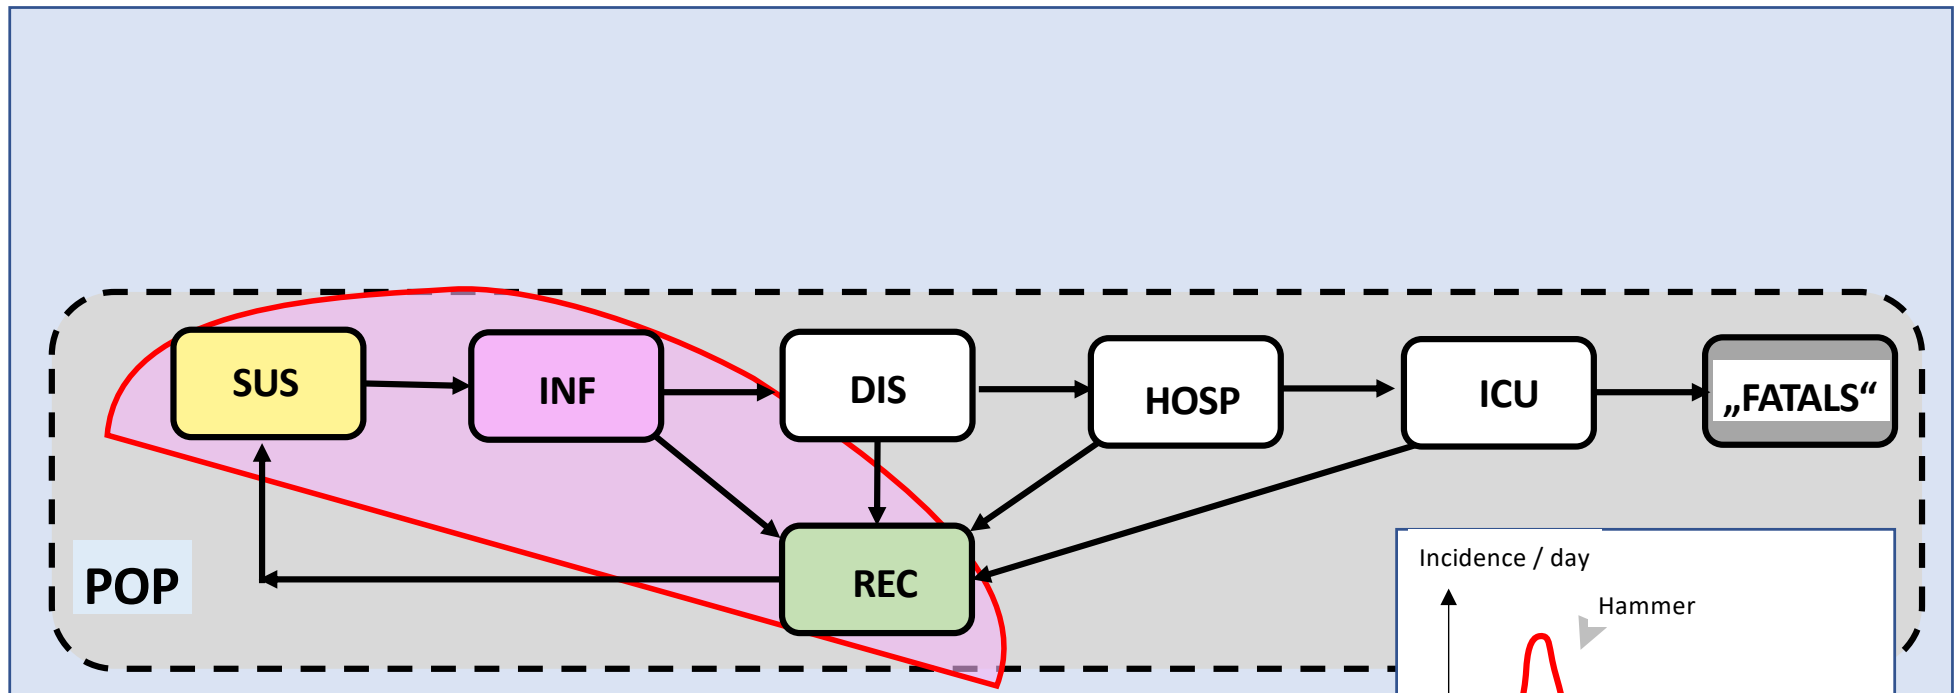 SUS
INF
DIS
HOSP
ICU
„FATALS“
POP
REC
Incidence / day
Hammer